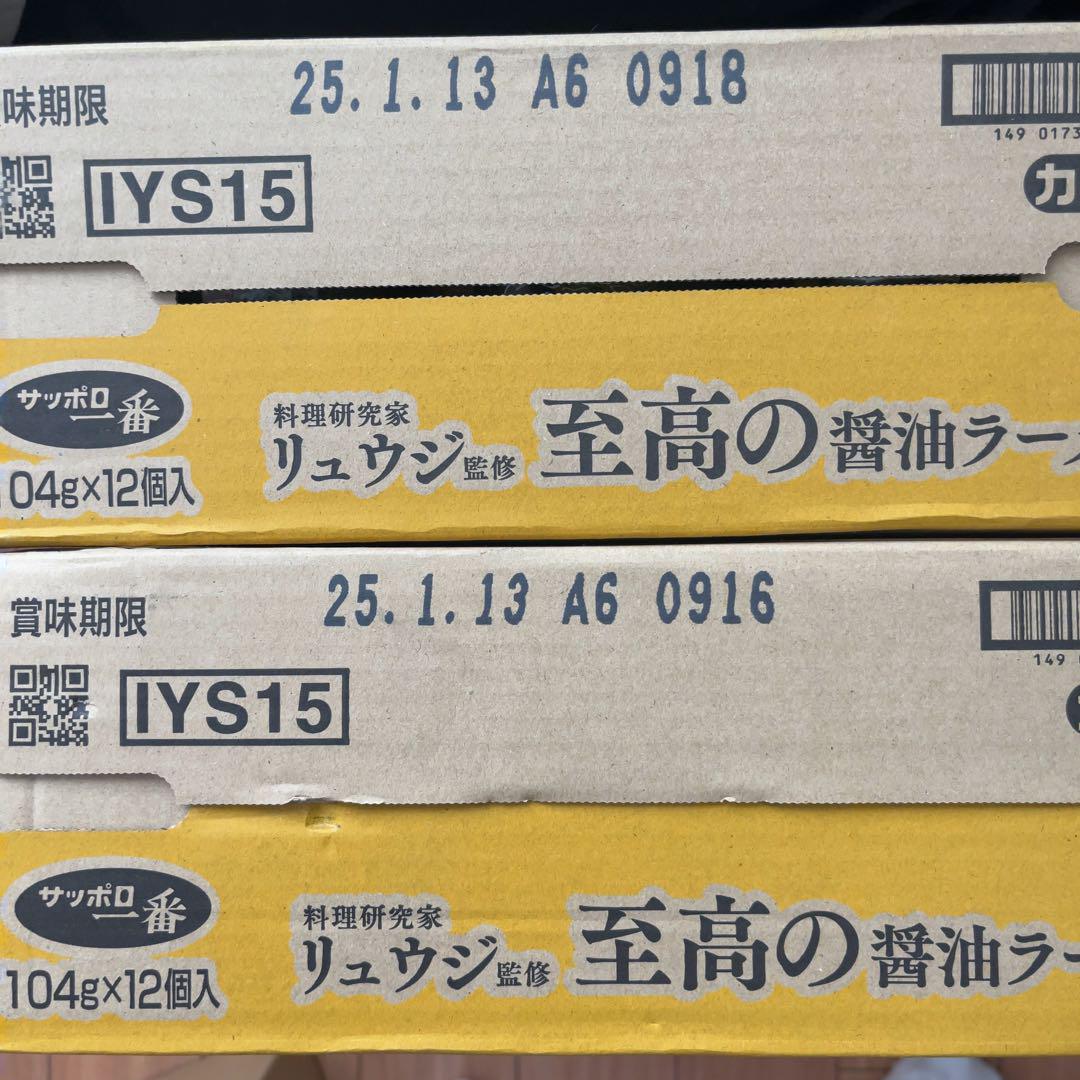 味期限
25.1.13 A6 0918
149 0173
IYS15
カ
サッポロ
一番
料理研究家
リュウジ監修 至高の醤油ラー
04g×12個入
賞味期限
25.1.13 A6 0916
149
IYS15
サッポロ
一番
料理研究家
リュウジ監修 至高の醤油ラー
104g×12個入